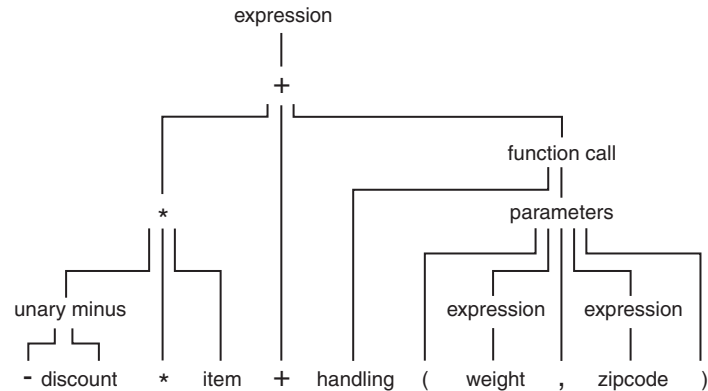 expression
+
function call
*
parameters
unary minus
expression expression
- discount * item + handling ( weight , zipcode )